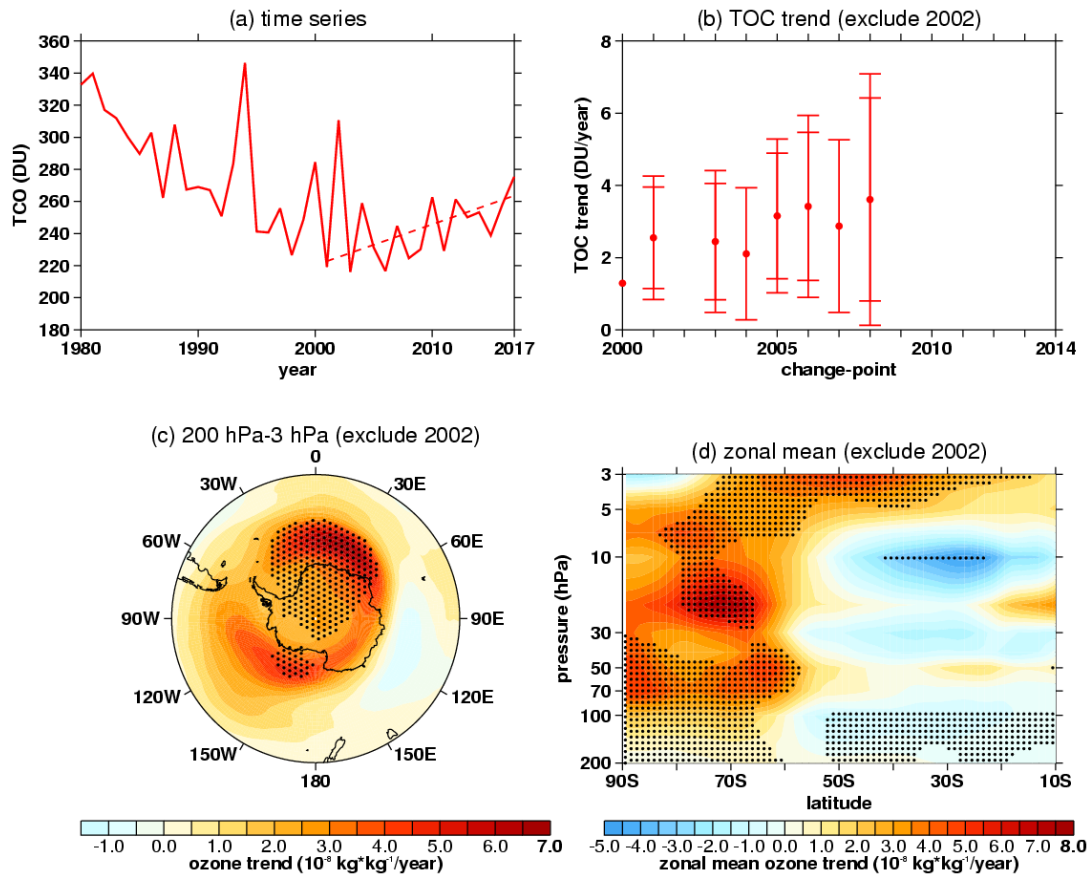 (a) time series
360
340
320
300
280
260
240
220
200
180
TCO (DU)
1980
1990
2000
2010
2017
year
(b) TOC trend (exclude 2002)
8
6
4
2
0
TOC trend (DU/year)
2000
2005
2010
2014
change-point
(c) 200 hPa-3 hPa (exclude 2002)
0
30W
30E
60W
60E
90W
90E
120W
120E
150W
150E
180
-1.0
0.0
1.0
2.0
3.0
4.0
5.0
6.0
7.0
ozone trend (10⁻⁸ kg*kg⁻¹/year)
(d) zonal mean (exclude 2002)
3
5
10
30
50
70
100
200
pressure (hPa)
90S
70S
50S
30S
10S
latitude
-5.0
-4.0
-3.0
-2.0
-1.0
0.0
1.0
2.0
3.0
4.0
5.0
6.0
7.0
8.0
zonal mean ozone trend (10⁻⁸ kg*kg⁻¹/year)